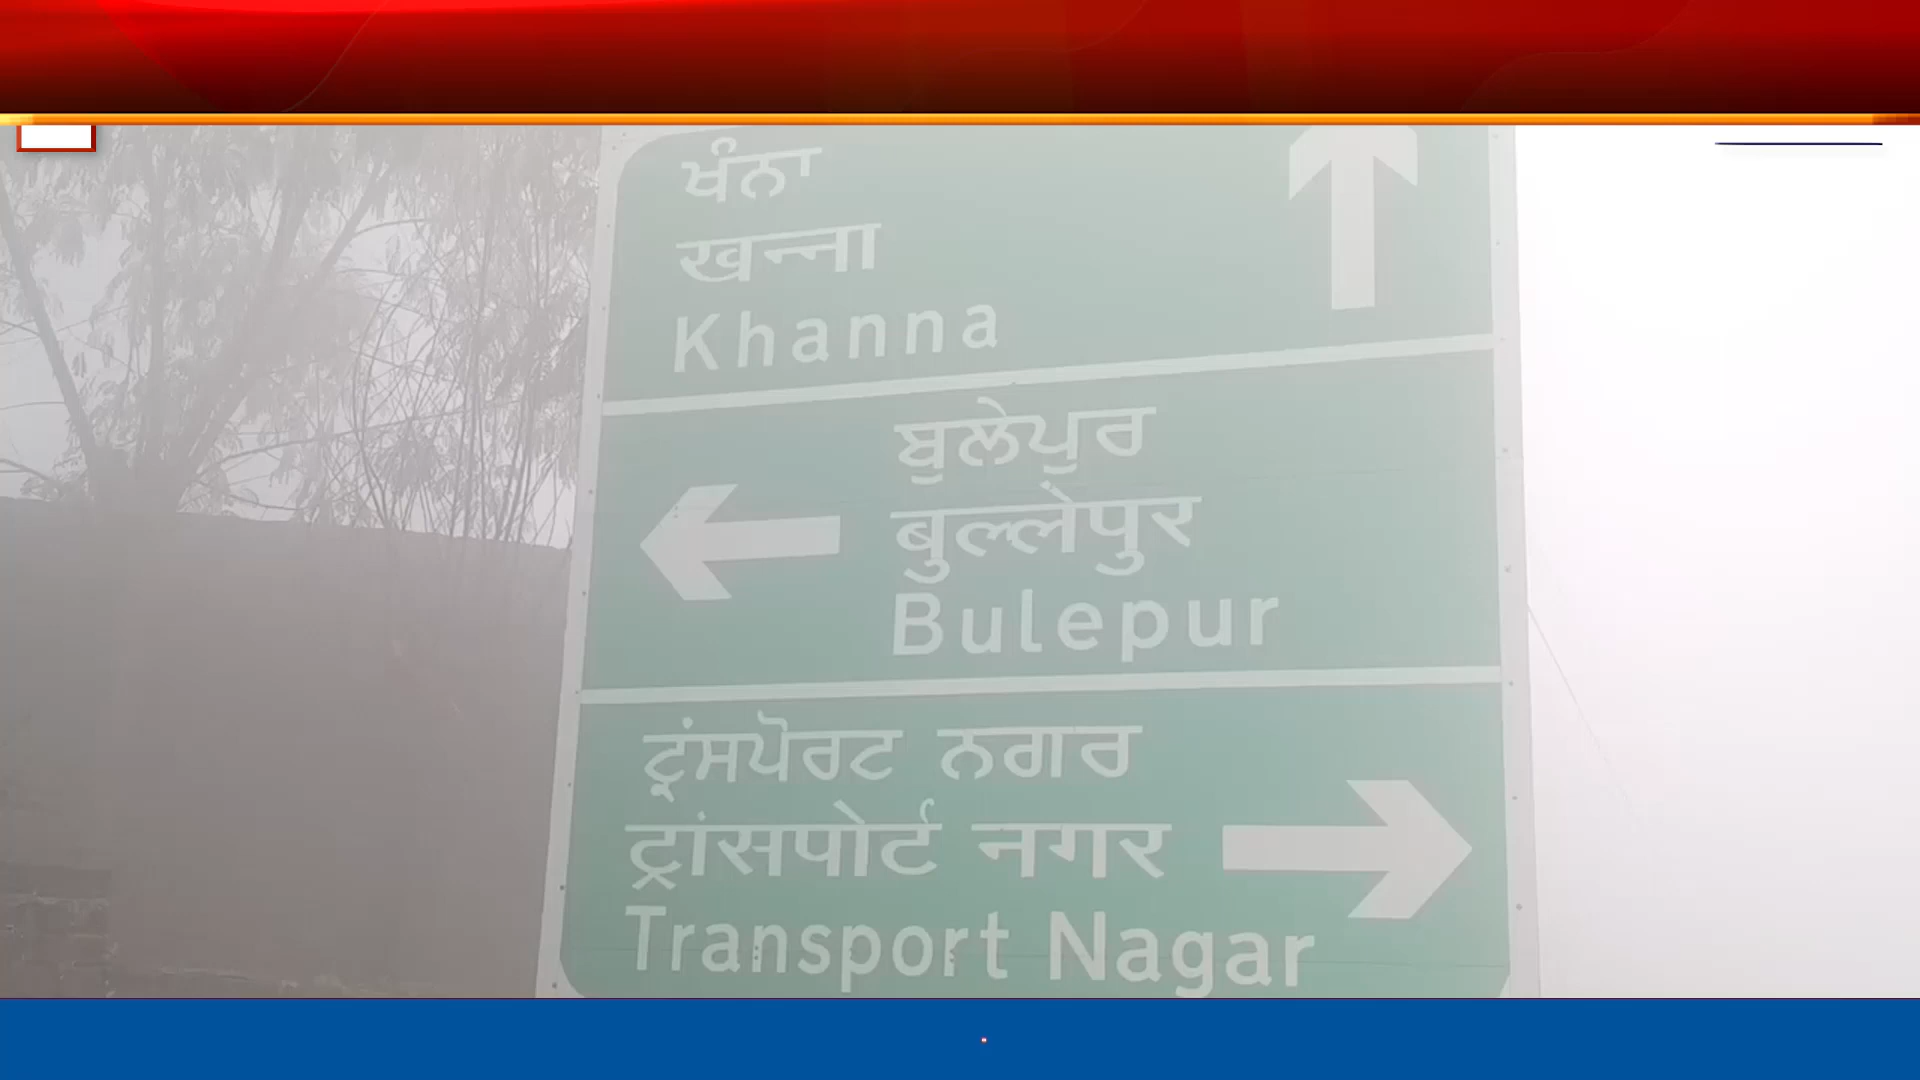 ਖੰਨਾ
खन्ना
Khanna
ਬੁਲੇਪੁਰ
बुल्लेपुर
Bulepur
ਟ੍ਰੰਸਪੋਰਟ ਨਗਰ
ट्रांसपोर्ट नगर
Transport Nagar